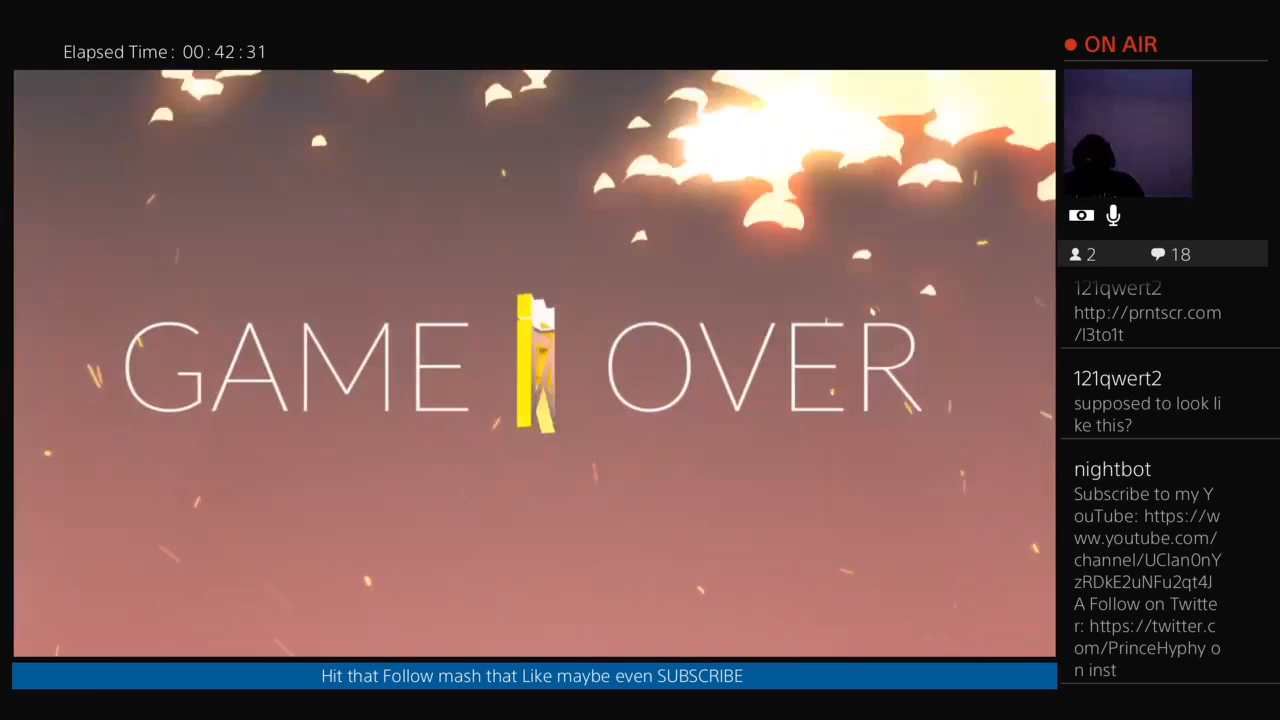 Elapsed Time: 00:42:31
ON AIR
GAME OVER
2 18
121qwert2
http://prntscr.com
/l3to1t
121qwert2
supposed to look li
ke this?
nightbot
Subscribe to my Y
ouTube: https://w
ww.youtube.com/
channel/UClan0nY
zRDkE2uNFu2qt4J
A Follow on Twitte
r: https://twitter.c
om/PrinceHyphy o
n inst
Hit that Follow mash that Like maybe even SUBSCRIBE